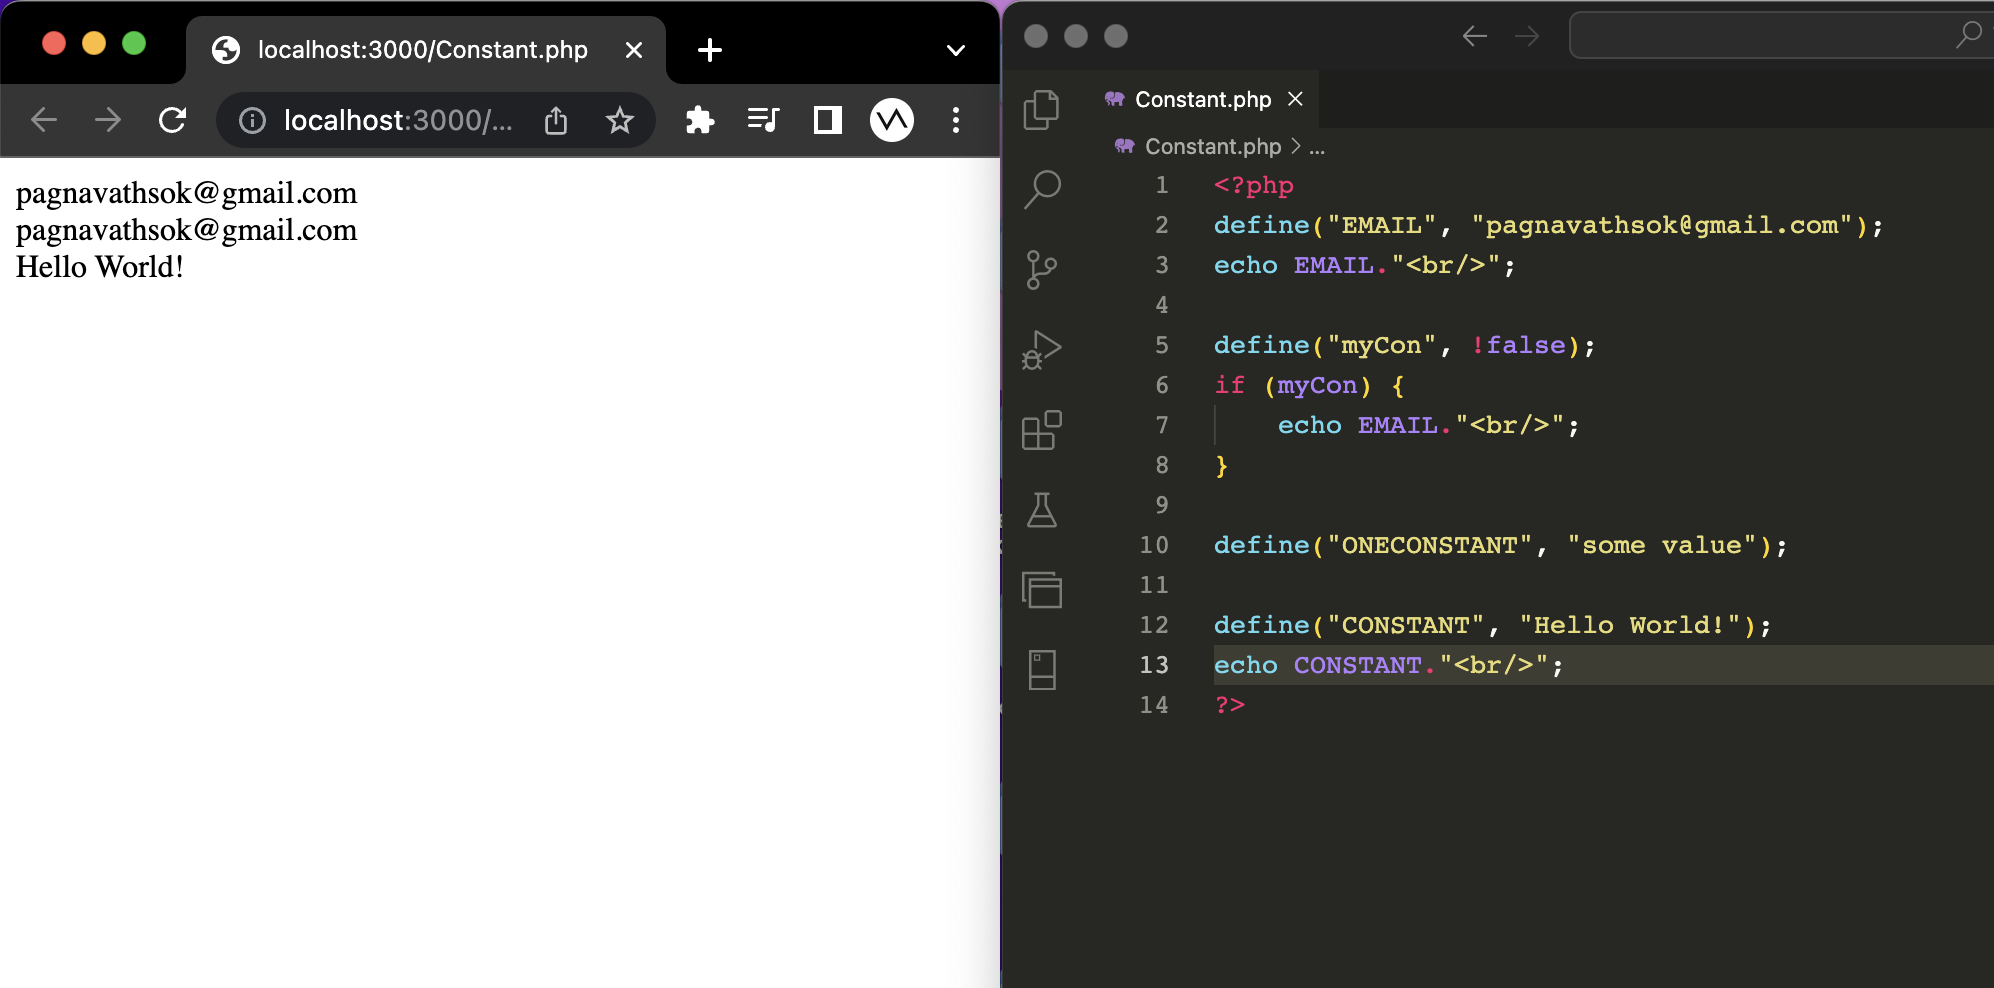 localhost:3000/Constant.php
localhost:3000/...
pagnavathsok@gmail.com
pagnavathsok@gmail.com
Hello World!
Constant.php
Constant.php > ...
1 <?php
2 define("EMAIL", "pagnavathsok@gmail.com");
3 echo EMAIL."<br/>";
4
5 define("myCon", !false);
6 if (myCon) {
7     echo EMAIL."<br/>";
8 }
9
10 define("ONECONSTANT", "some value");
11
12 define("CONSTANT", "Hello World!");
13 echo CONSTANT."<br/>";
14 ?>